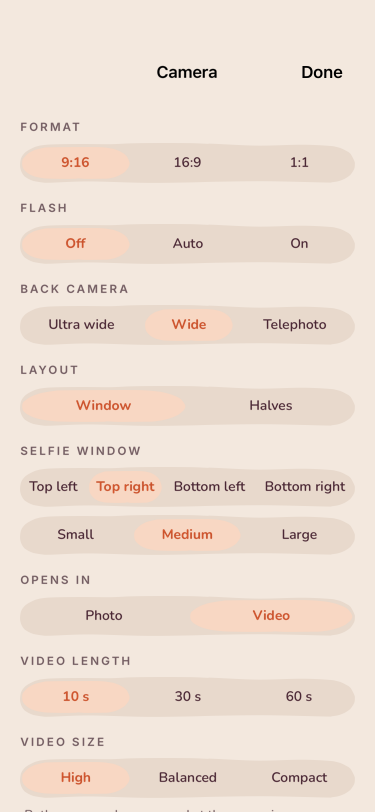 Camera Done
FORMAT
9:16 16:9 1:1
FLASH
Off Auto On
BACK CAMERA
Ultra wide Wide Telephoto
LAYOUT
Window Halves
SELFIE WINDOW
Top left Top right Bottom left Bottom right
Small Medium Large
OPENS IN
Photo Video
VIDEO LENGTH
10 s 30 s 60 s
VIDEO SIZE
High Balanced Compact